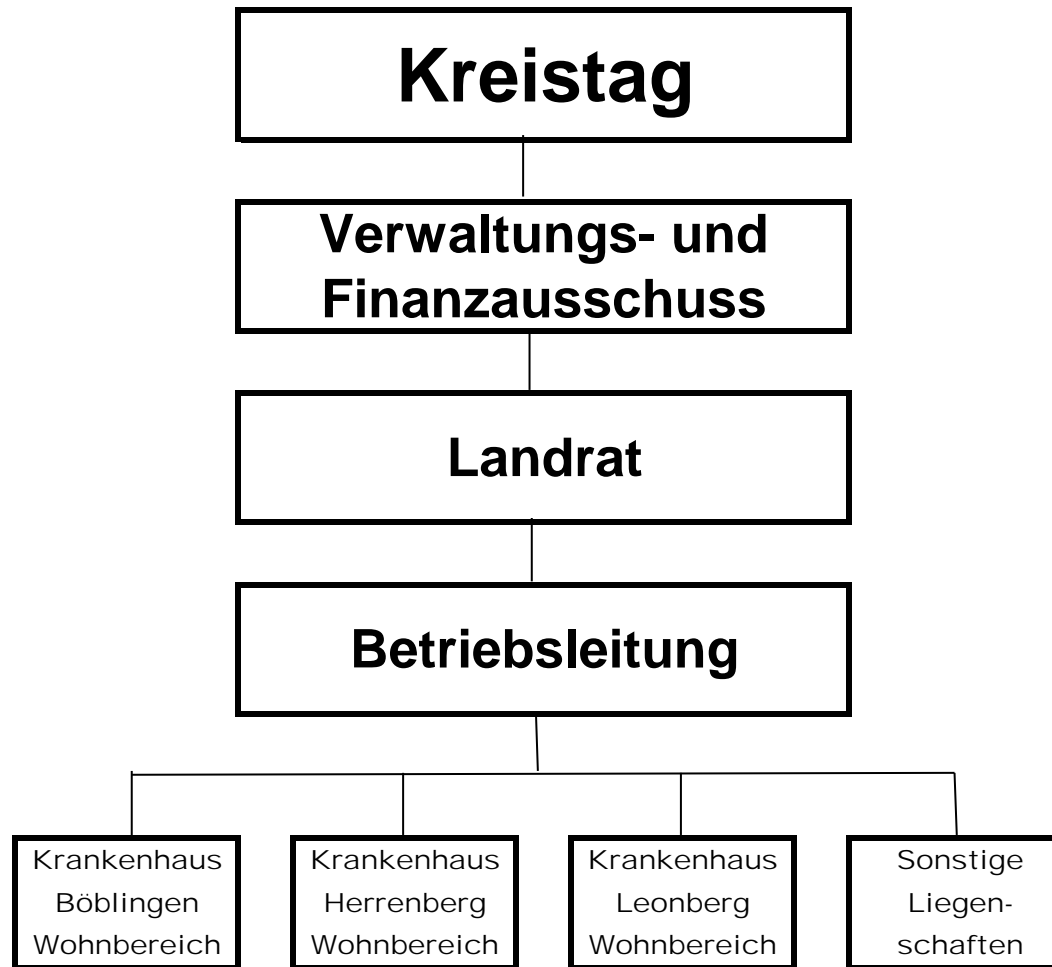 Kreistag
Verwaltungs- und
Finanzausschuss
Landrat
Betriebsleitung
Krankenhaus
Böblingen
Wohnbereich
Krankenhaus
Herrenberg
Wohnbereich
Krankenhaus
Leonberg
Wohnbereich
Sonstige
Liegen-
schaften